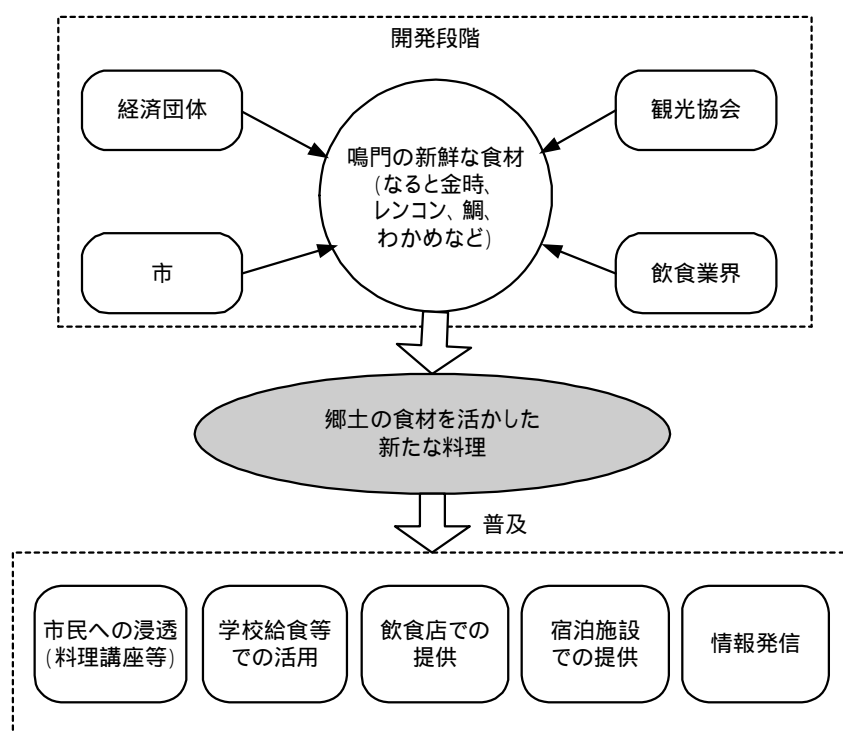 開発段階
経済団体
観光協会
鳴門の新鮮な食材
(なると金時、
レンコン、鯛、
わかめなど)
市
飲食業界
郷土の食材を活かした
新たな料理
普及
市民への浸透
(料理講座等)
学校給食等
での活用
飲食店での
提供
宿泊施設
での提供
情報発信